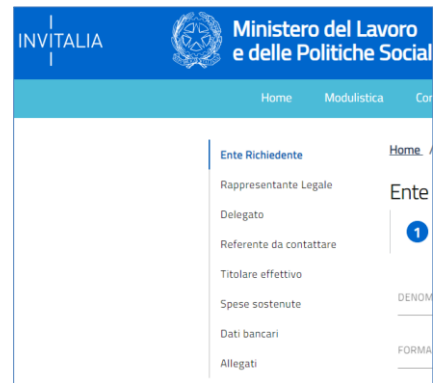 INVITALIA
Ministero del Lavoro
e delle Politiche Social
Home Modulistica Co
Ente Richiedente
Rappresentante Legale
Delegato
Referente da contattare
Titolare effettivo
Spese sostenute
Dati bancari
Allegati
Home /
Ente
1
DENOM
FORMA